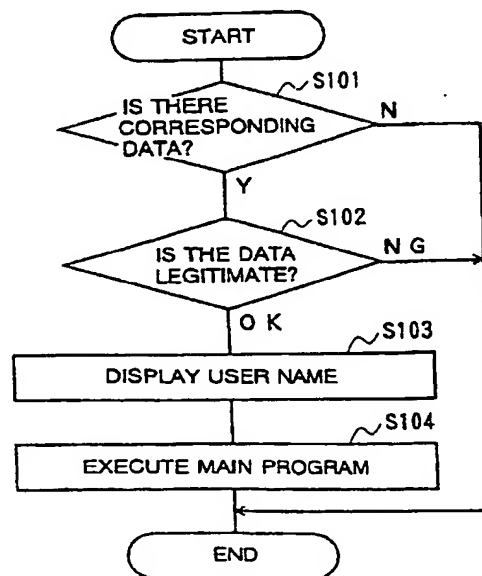 START
S101
IS THERE
CORRESPONDING
DATA?
N
Y
S102
IS THE DATA
LEGITIMATE?
N G
O K
S103
DISPLAY USER NAME
S104
EXECUTE MAIN PROGRAM
END